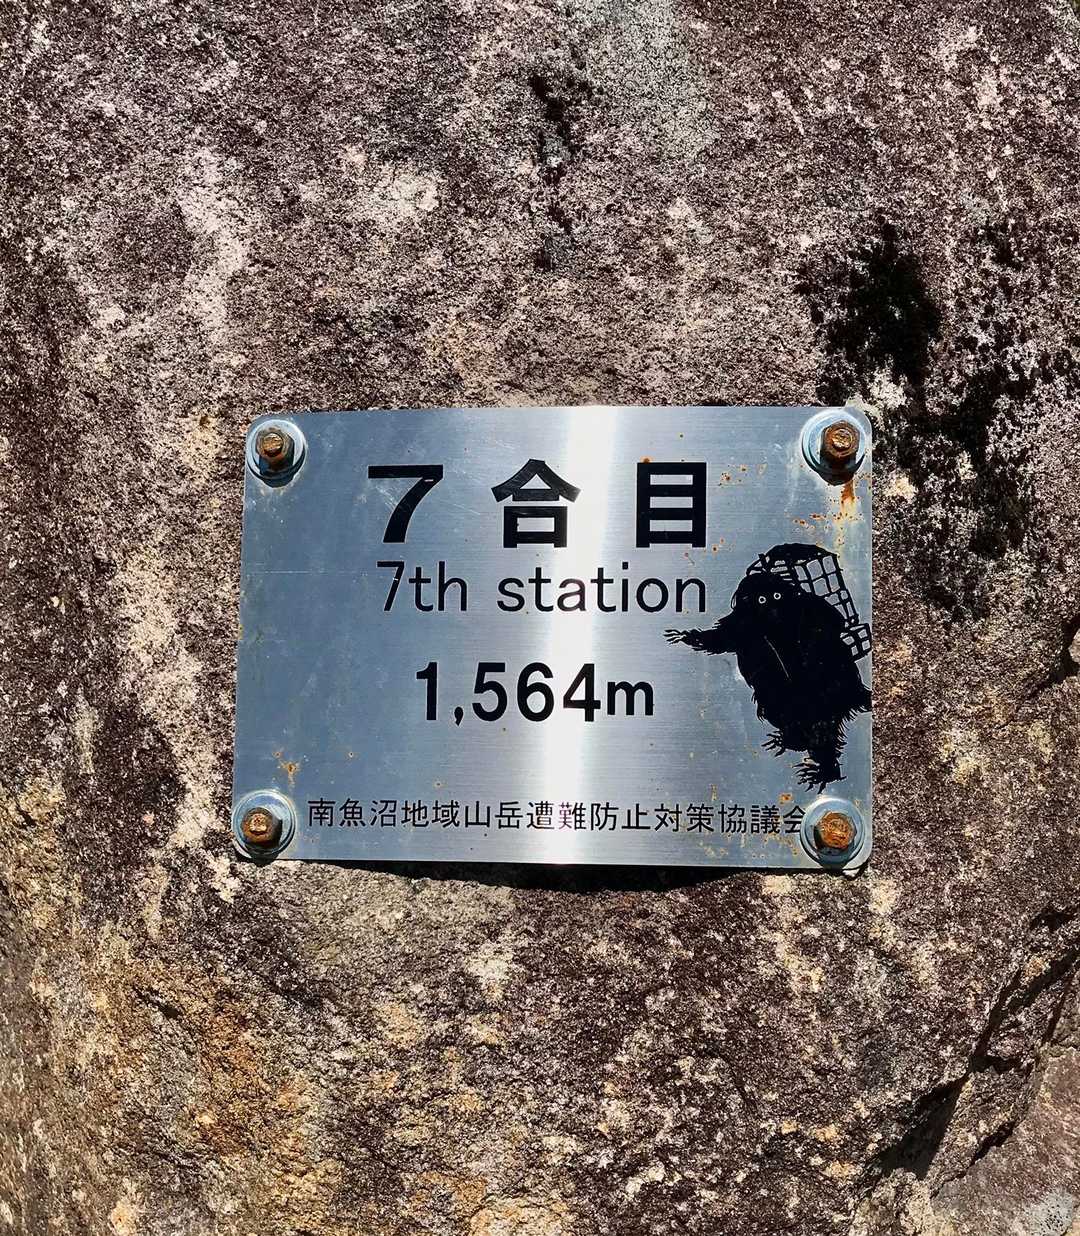 7合目
7th station
1,564m
南魚沼地域山岳遭難防止対策協議会